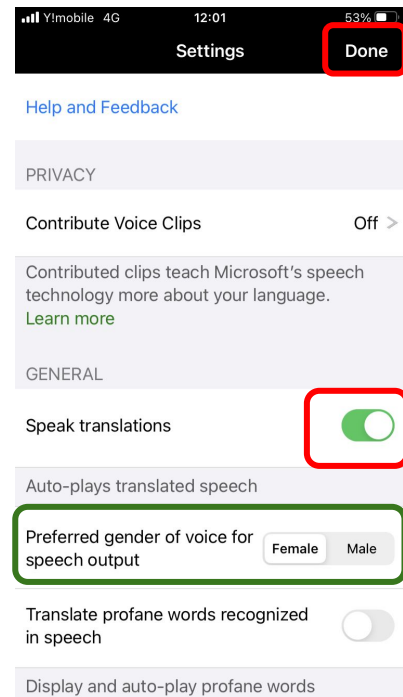 Y!mobile 4G 12:01 53%
Settings Done
Help and Feedback
PRIVACY
Contribute Voice Clips Off >
Contributed clips teach Microsoft's speech
technology more about your language.
Learn more
GENERAL
Speak translations
Auto-plays translated speech
Preferred gender of voice for
speech output Female Male
Translate profane words recognized
in speech
Display and auto-play profane words